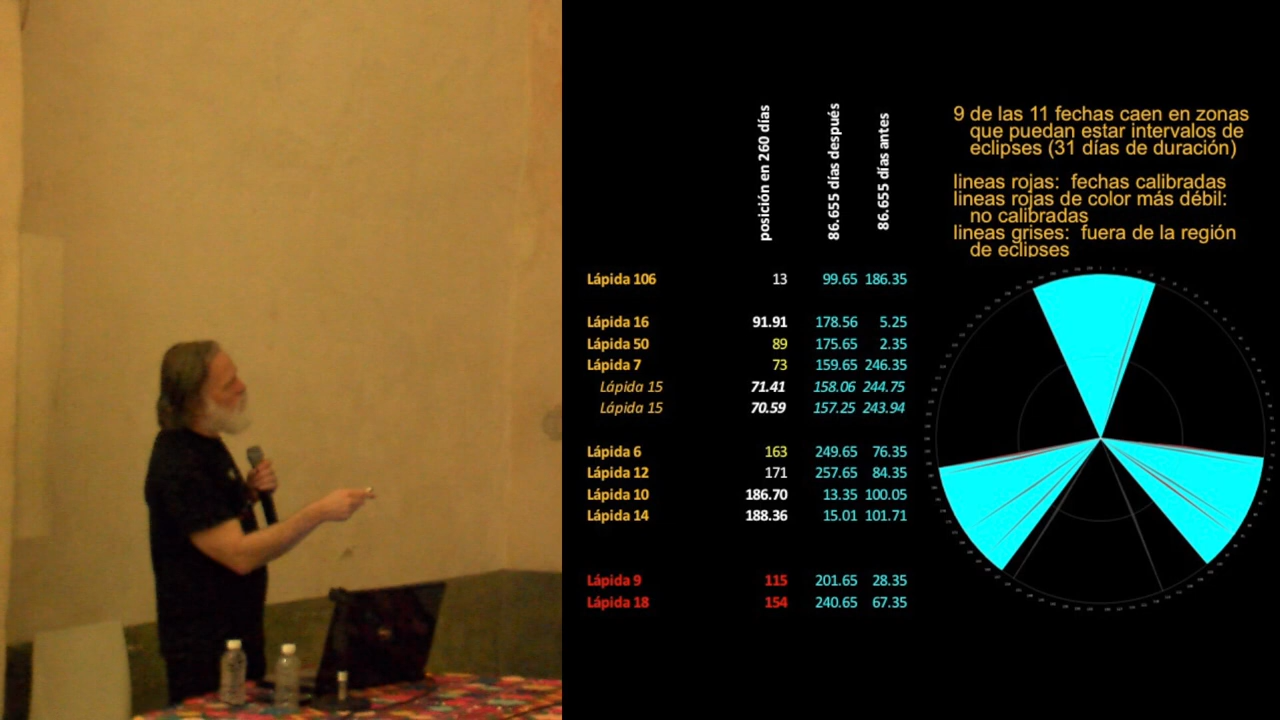 posición en 260 días
86.655 días después
86.655 días antes
9 de las 11 fechas caen en zonas
que puedan estar intervalos de
eclipses (31 días de duración)
lineas rojas: fechas calibradas
lineas rojas de color más débil:
no calibradas
lineas grises: fuera de la región
de eclipses
Lápida 106 13 99.65 186.35
Lápida 16 91.91 178.56 5.25
Lápida 50 89 175.65 2.35
Lápida 7 73 159.65 246.35
Lápida 15 71.41 158.06 244.75
Lápida 15 70.59 157.25 243.94
Lápida 6 163 249.65 76.35
Lápida 12 171 257.65 84.35
Lápida 10 186.70 13.35 100.05
Lápida 14 188.36 15.01 101.71
Lápida 9 115 201.65 28.35
Lápida 18 154 240.65 67.35